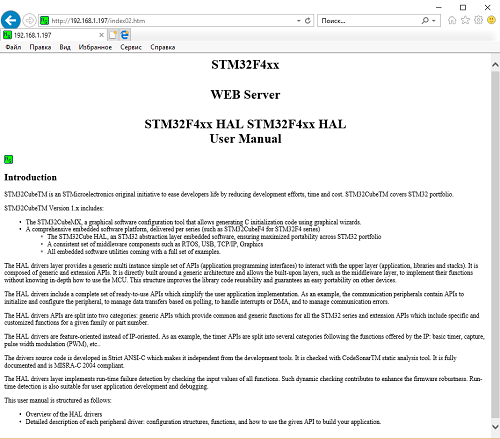 http://192.168.1.197/index02.htm
Поиск...
192.168.1.197
Файл Правка Вид Избранное Сервис Справка
STM32F4xx
WEB Server
STM32F4xx HAL STM32F4xx HAL
User Manual
Introduction
STM32CubeTM is an STMicroelectronics original initiative to ease developers life by reducing development efforts, time and cost. STM32CubeTM covers STM32 portfolio.
STM32CubeTM Version 1.x includes:
• The STM32CubeMX, a graphical software configuration tool that allows generating C initialization code using graphical wizards.
• A comprehensive embedded software platform, delivered per series (such as STM32CubeF4 for STM32F4 series)
• The STM32Cube HAL, an STM32 abstraction layer embedded software, ensuring maximized portability across STM32 portfolio
• A consistent set of middleware components such as RTOS, USB, TCP/IP, Graphics
• All embedded software utilities coming with a full set of examples.
The HAL drivers layer provides a generic multi instance simple set of APIs (application programming interfaces) to interact with the upper layer (application, libraries and stacks). It is
composed of generic and extension APIs. It is directly built around a generic architecture and allows the built-upon layers, such as the middleware layer, to implement their functions
without knowing in-depth how to use the MCU. This structure improves the library code reusability and guarantees an easy portability on other devices.
The HAL drivers include a complete set of ready-to-use APIs which simplify the user application implementation. As an example, the communication peripherals contain APIs to
initialize and configure the peripheral, to manage data transfers based on polling, to handle interrupts or DMA, and to manage communication errors.
The HAL drivers APIs are split into two categories: generic APIs which provide common and generic functions for all the STM32 series and extension APIs which include specific and
customized functions for a given family or part number.
The HAL drivers are feature-oriented instead of IP-oriented. As an example, the timer APIs are split into several categories following the functions offered by the IP: basic timer, capture,
pulse width modulation (PWM), etc..
The drivers source code is developed in Strict ANSI-C which makes it independent from the development tools. It is checked with CodeSonarTM static analysis tool. It is fully
documented and is MISRA-C 2004 compliant.
The HAL drivers layer implements run-time failure detection by checking the input values of all functions. Such dynamic checking contributes to enhance the firmware robustness. Run-
time detection is also suitable for user application development and debugging.
This user manual is structured as follows:
• Overview of the HAL drivers
• Detailed description of each peripheral driver: configuration structures, functions, and how to use the given API to build your application.